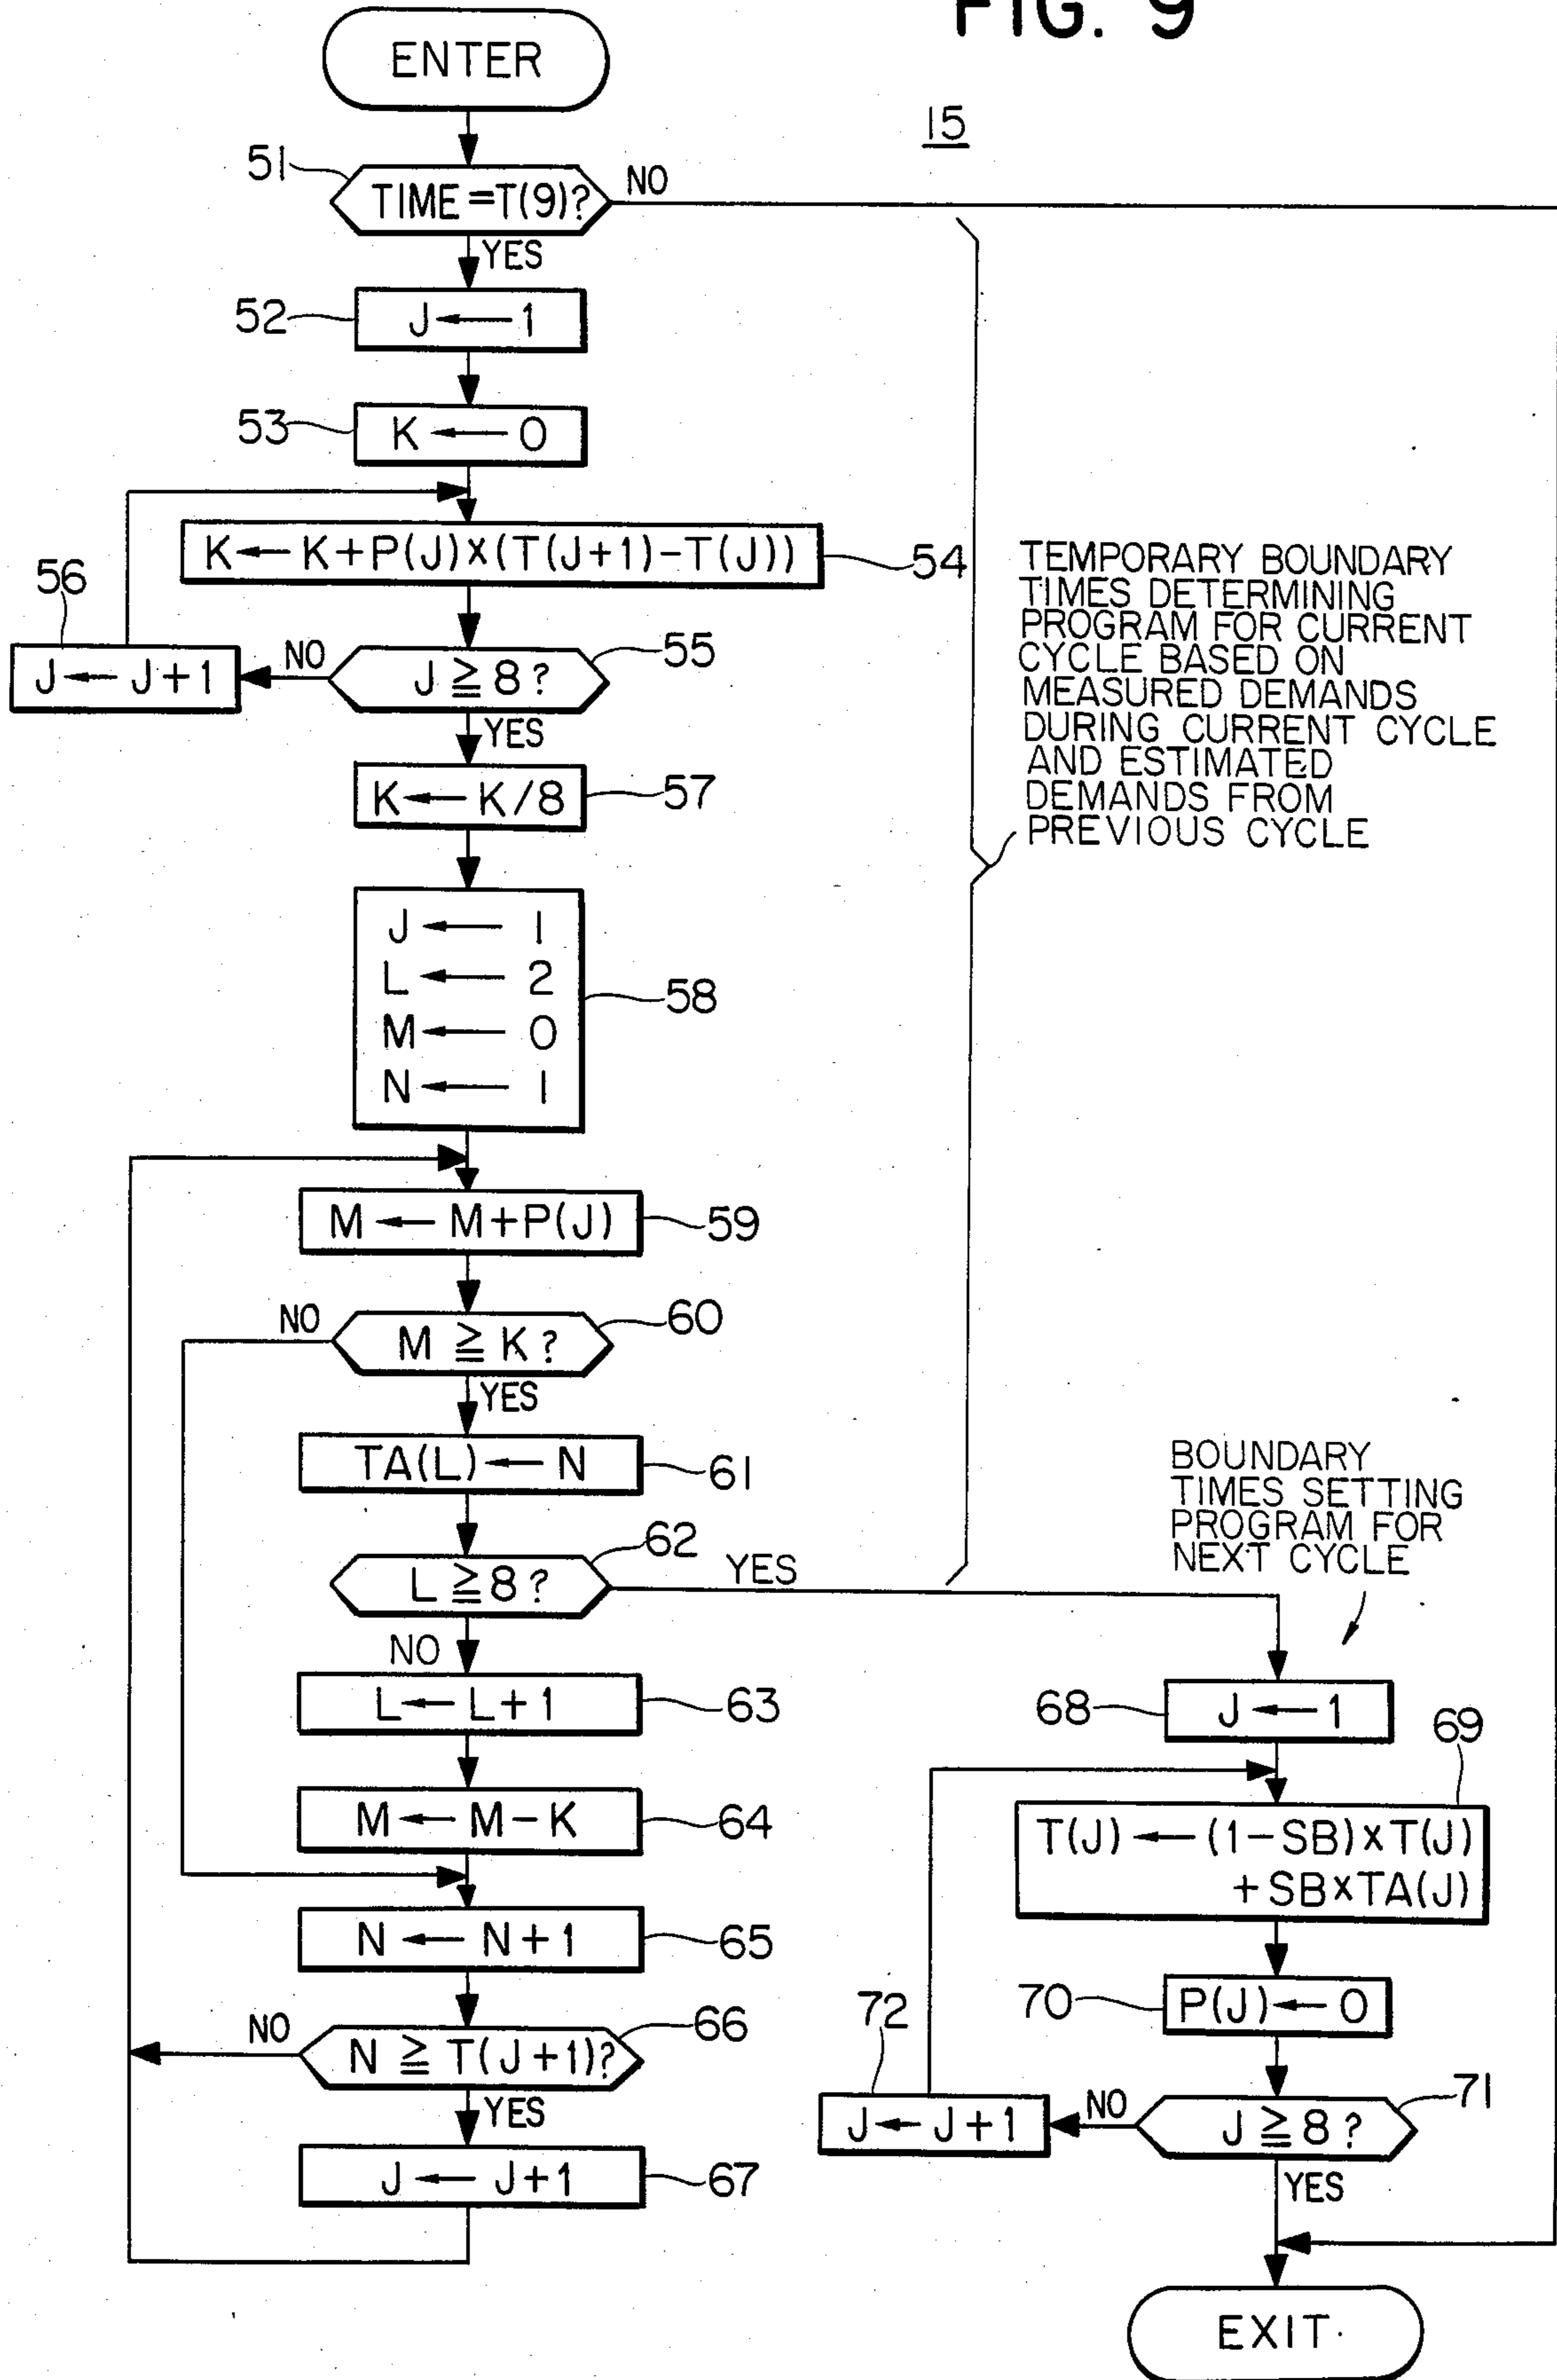 FIG. 9
15
ENTER
51
TIME=T(9)?
NO
YES
52
J ← 1
53
K ← 0
K ← K+P(J)×(T(J+1)-T(J))
54
56
J ← J+1
NO
J ≧ 8?
55
YES
K ← K/8
57
J ← 1
L ← 2
M ← 0
N ← 1
58
TEMPORARY BOUNDARY
TIMES DETERMINING
PROGRAM FOR CURRENT
CYCLE BASED ON
MEASURED DEMANDS
DURING CURRENT CYCLE
AND ESTIMATED
DEMANDS FROM
PREVIOUS CYCLE
M ← M+P(J)
59
NO
M ≧ K?
60
YES
TA(L) ← N
61
L ≧ 8?
62
YES
NO
L ← L+1
63
M ← M-K
64
N ← N+1
65
NO
N ≧ T(J+1)?
66
YES
J ← J+1
67
BOUNDARY
TIMES SETTING
PROGRAM FOR
NEXT CYCLE
68
J ← 1
69
T(J) ← (1-SB)×T(J)
+SB×TA(J)
70
P(J) ← 0
72
J ← J+1
NO
J ≧ 8?
71
YES
EXIT